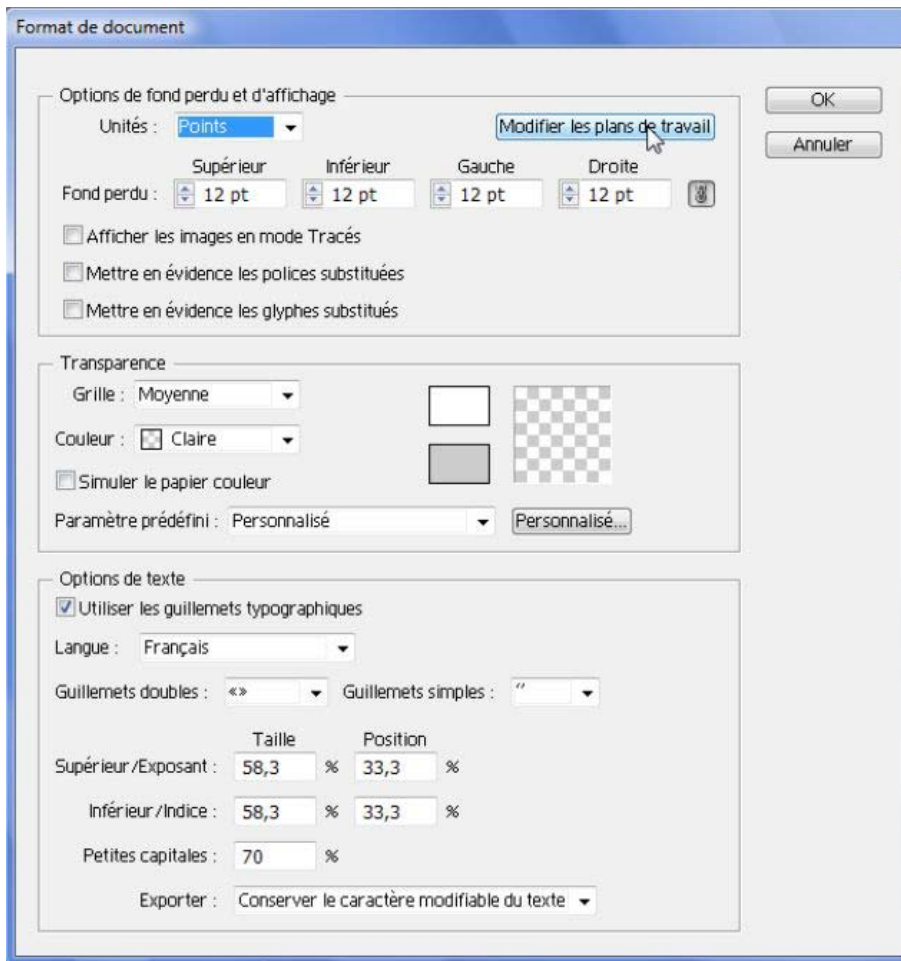 Format de document
Options de fond perdu et d'affichage
OK
Unités : Points
Modifier les plans de travail
Annuler
Supérieur Inférieur Gauche Droite
Fond perdu : 12 pt 12 pt 12 pt 12 pt
Afficher les images en mode Tracés
Mettre en évidence les polices substituées
Mettre en évidence les glyphes substitués
Transparence
Grille : Moyenne
Couleur : Claire
Simuler le papier couleur
Paramètre prédéfini : Personnalisé Personnalisé...
Options de texte
Utiliser les guillemets typographiques
Langue : Français
Guillemets doubles : «» Guillemets simples : ‘’
Taille Position
Supérieur/Exposant : 58,3 % 33,3 %
Inférieur/Indice : 58,3 % 33,3 %
Petites capitales : 70 %
Exporter : Conserver le caractère modifiable du texte